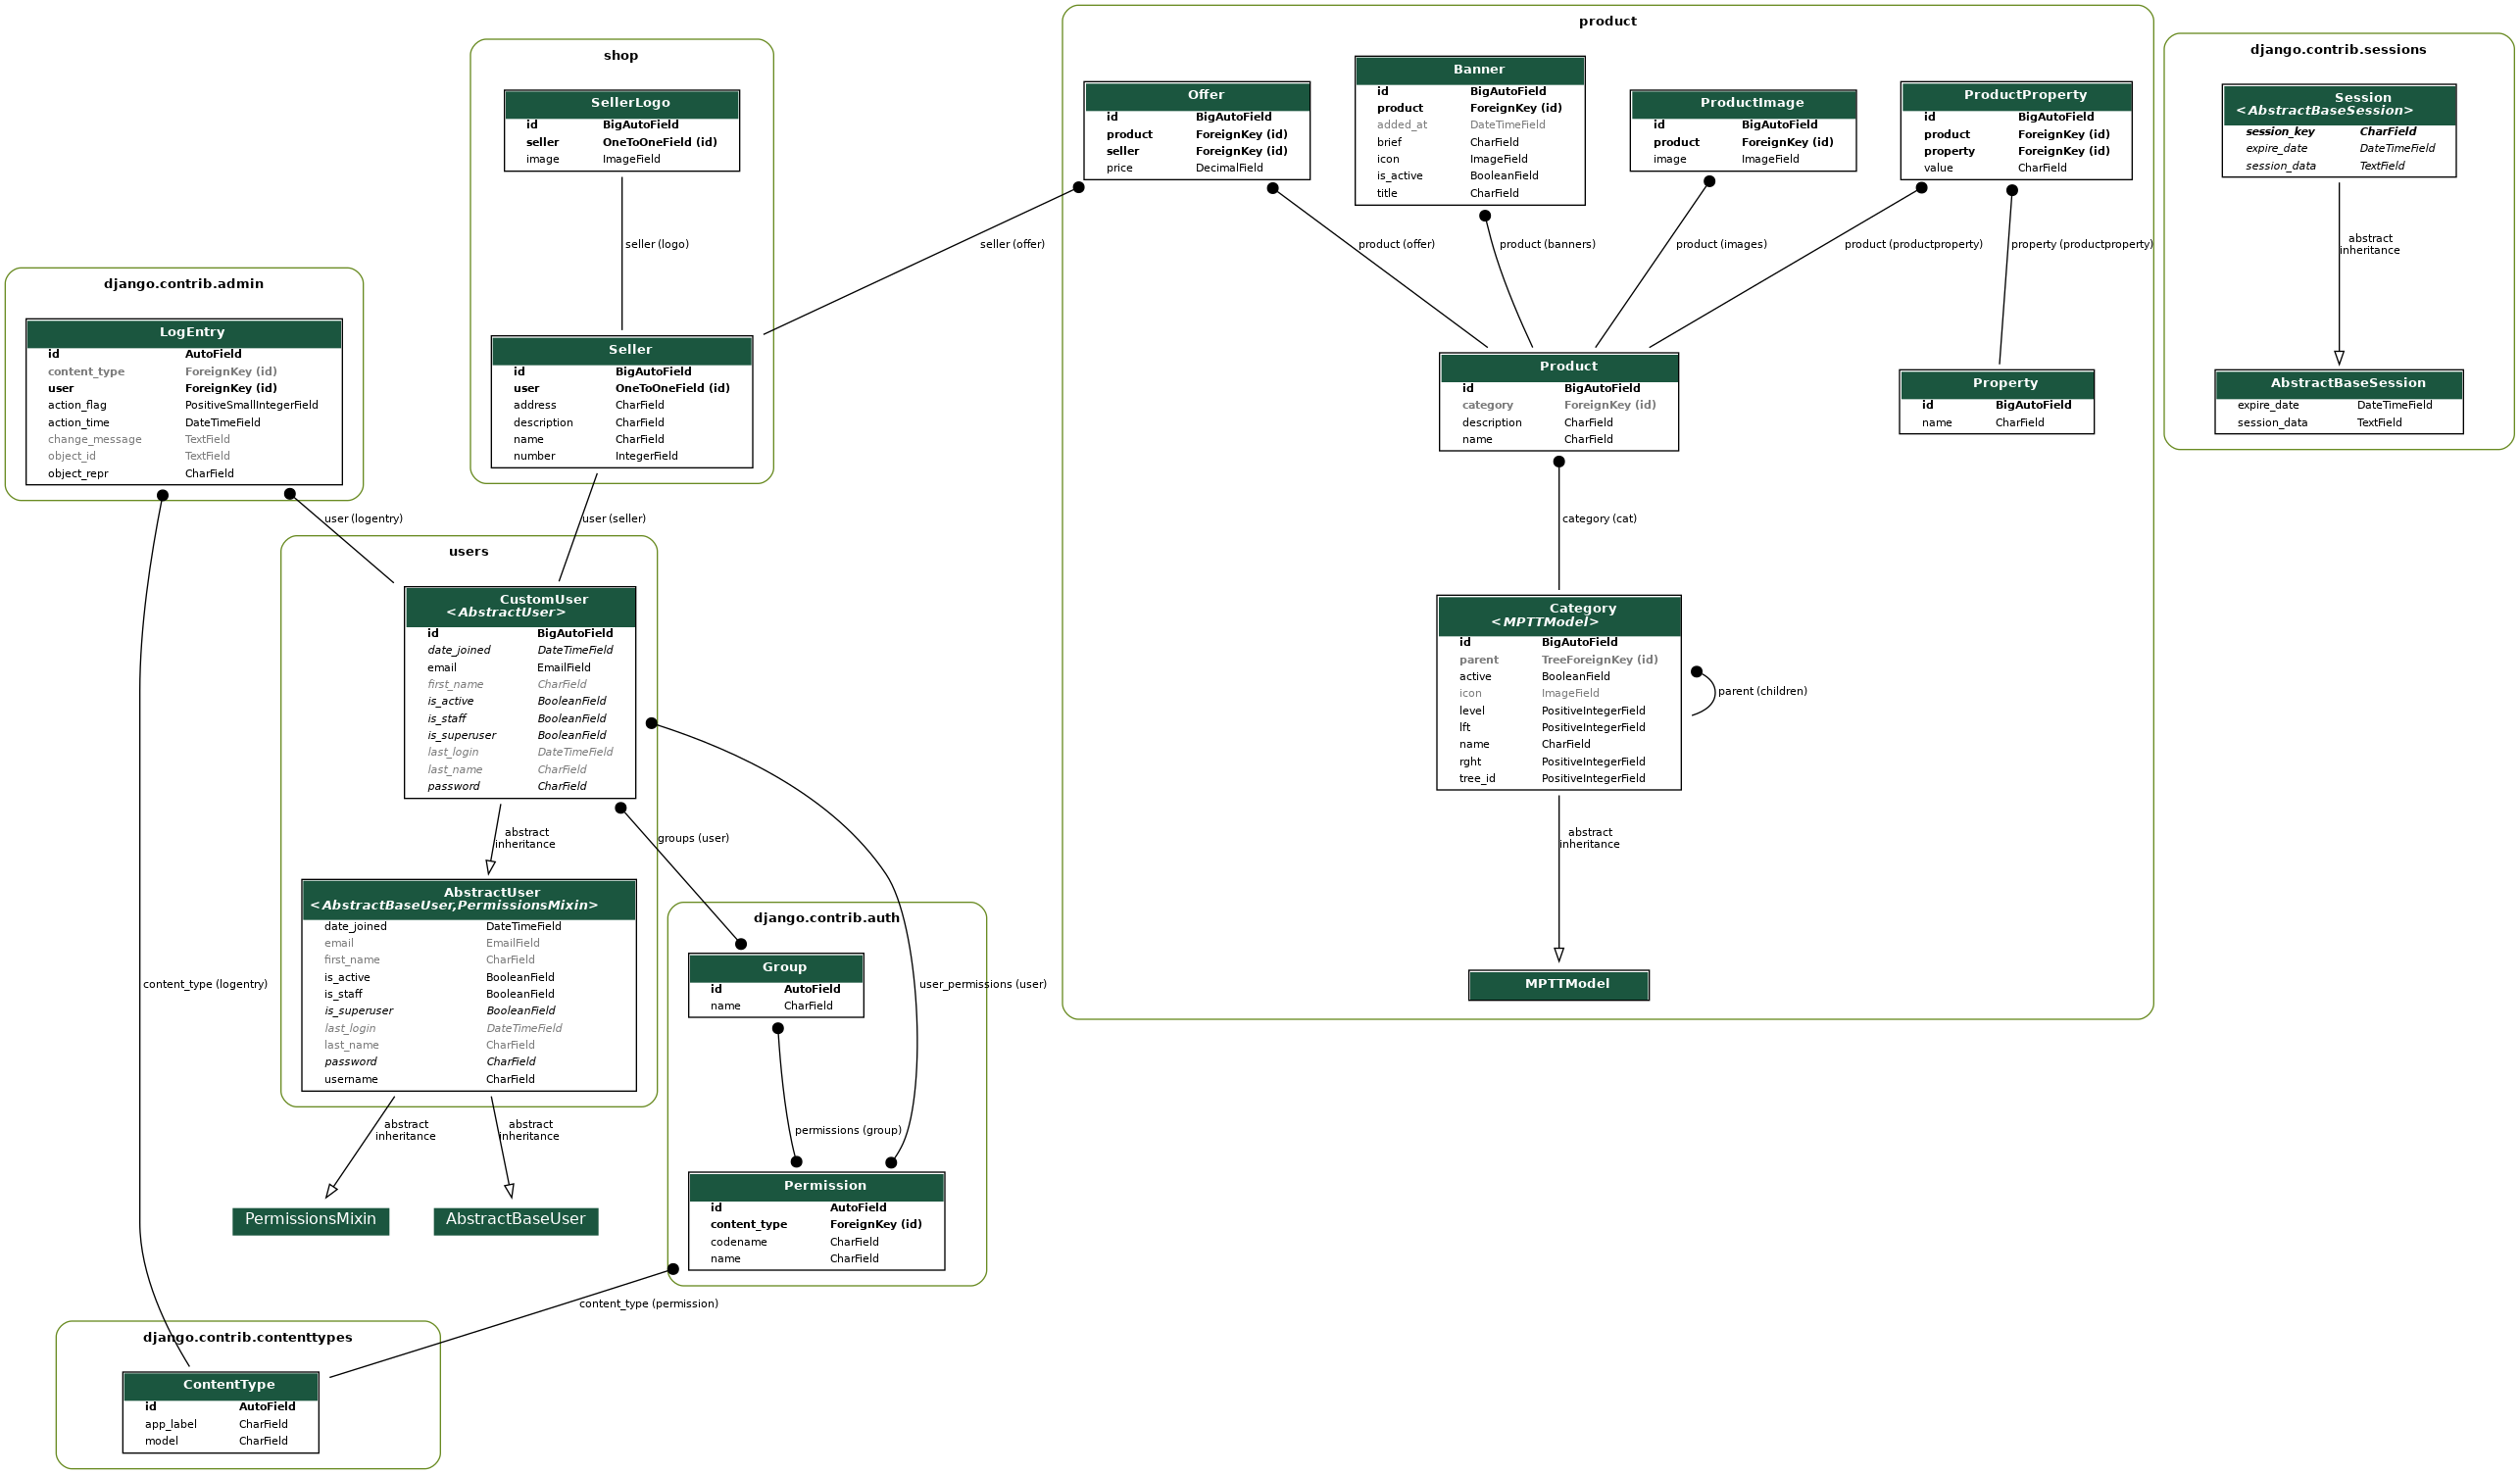 product
Offer
id BigAutoField
product ForeignKey (id)
seller ForeignKey (id)
price DecimalField
Banner
id BigAutoField
product ForeignKey (id)
added_at DateTimeField
brief CharField
icon ImageField
is_active BooleanField
title CharField
ProductImage
id BigAutoField
product ForeignKey (id)
image ImageField
ProductProperty
id BigAutoField
product ForeignKey (id)
property ForeignKey (id)
value CharField
django.contrib.sessions
Session
<AbstractBaseSession>
session_key CharField
expire_date DateTimeField
session_data TextField
abstract
inheritance
AbstractBaseSession
expire_date DateTimeField
session_data TextField
shop
SellerLogo
id BigAutoField
seller OneToOneField (id)
image ImageField
seller (logo)
seller (offer)
product (offer)
product (banners)
product (images)
product (productproperty)
property (productproperty)
Seller
id BigAutoField
user OneToOneField (id)
address CharField
description CharField
name CharField
number IntegerField
Product
id BigAutoField
category ForeignKey (id)
description CharField
name CharField
Property
id BigAutoField
name CharField
django.contrib.admin
LogEntry
id AutoField
content_type ForeignKey (id)
user ForeignKey (id)
action_flag PositiveSmallIntegerField
action_time DateTimeField
change_message TextField
object_id TextField
object_repr CharField
user (logentry)
user (seller)
category (cat)
users
CustomUser
<AbstractUser>
id BigAutoField
date_joined DateTimeField
email EmailField
first_name CharField
is_active BooleanField
is_staff BooleanField
is_superuser BooleanField
last_login DateTimeField
last_name CharField
password CharField
Category
<MPTTModel>
id BigAutoField
parent TreeForeignKey (id)
active BooleanField
icon ImageField
level PositiveIntegerField
lft PositiveIntegerField
name CharField
rght PositiveIntegerField
tree_id PositiveIntegerField
parent (children)
abstract
inheritance
groups (user)
abstract
inheritance
AbstractUser
<AbstractBaseUser,PermissionsMixin>
date_joined DateTimeField
email EmailField
first_name CharField
is_active BooleanField
is_staff BooleanField
is_superuser BooleanField
last_login DateTimeField
last_name CharField
password CharField
username CharField
django.contrib.auth
Group
id AutoField
name CharField
content_type (logentry)
user_permissions (user)
MPTTModel
abstract
inheritance
abstract
inheritance
permissions (group)
PermissionsMixin
AbstractBaseUser
Permission
id AutoField
content_type ForeignKey (id)
codename CharField
name CharField
content_type (permission)
django.contrib.contenttypes
ContentType
id AutoField
app_label CharField
model CharField